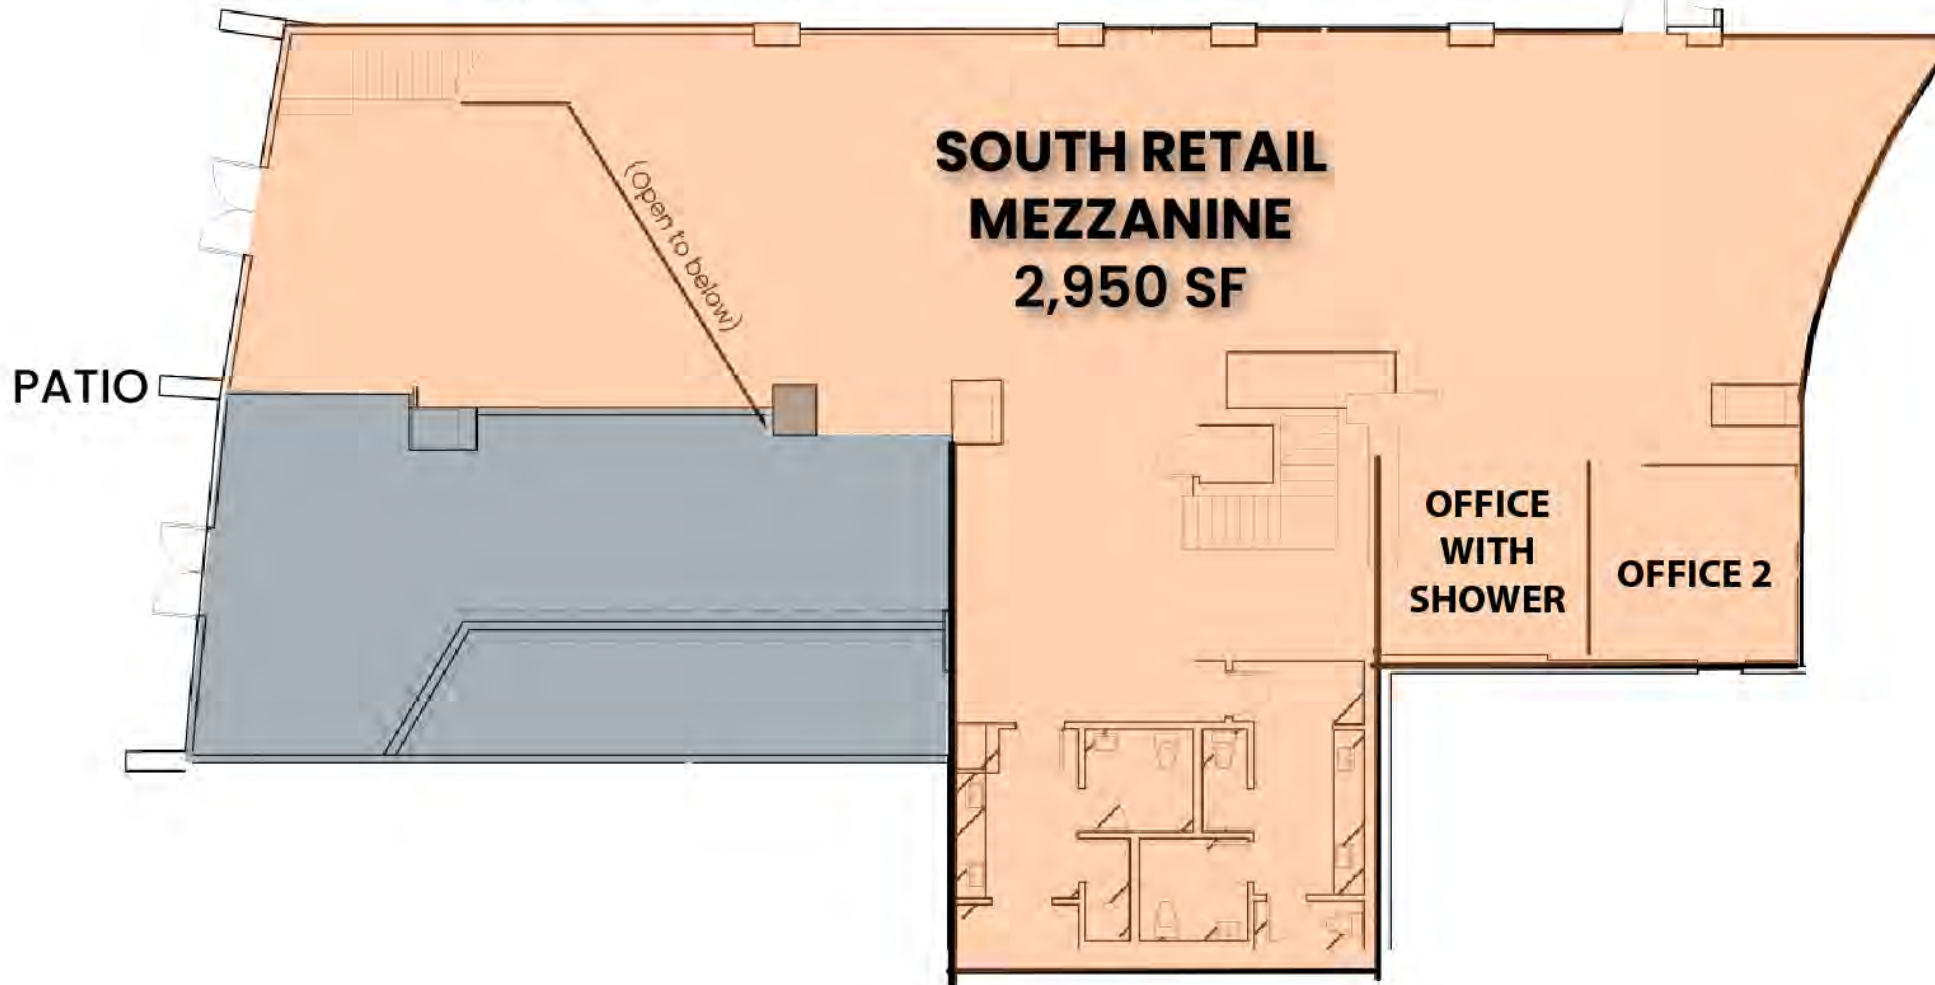 SOUTH RETAIL
MEZZANINE
2,950 SF
(open to below)
PATIO
OFFICE
WITH
SHOWER
OFFICE 2